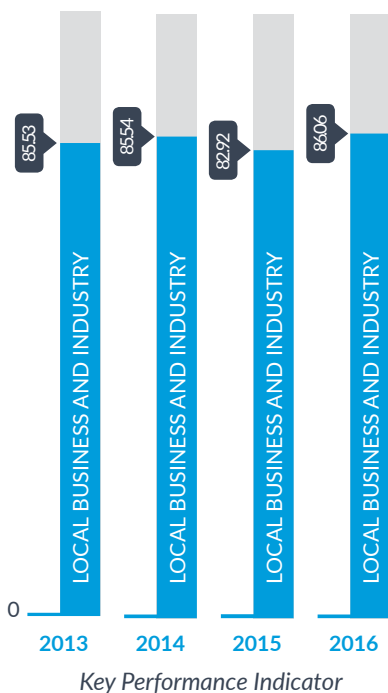 85.53
85.54
82.92
86.06
LOCAL BUSINESS AND INDUSTRY
LOCAL BUSINESS AND INDUSTRY
LOCAL BUSINESS AND INDUSTRY
LOCAL BUSINESS AND INDUSTRY
0
2013 2014 2015 2016
Key Performance Indicator